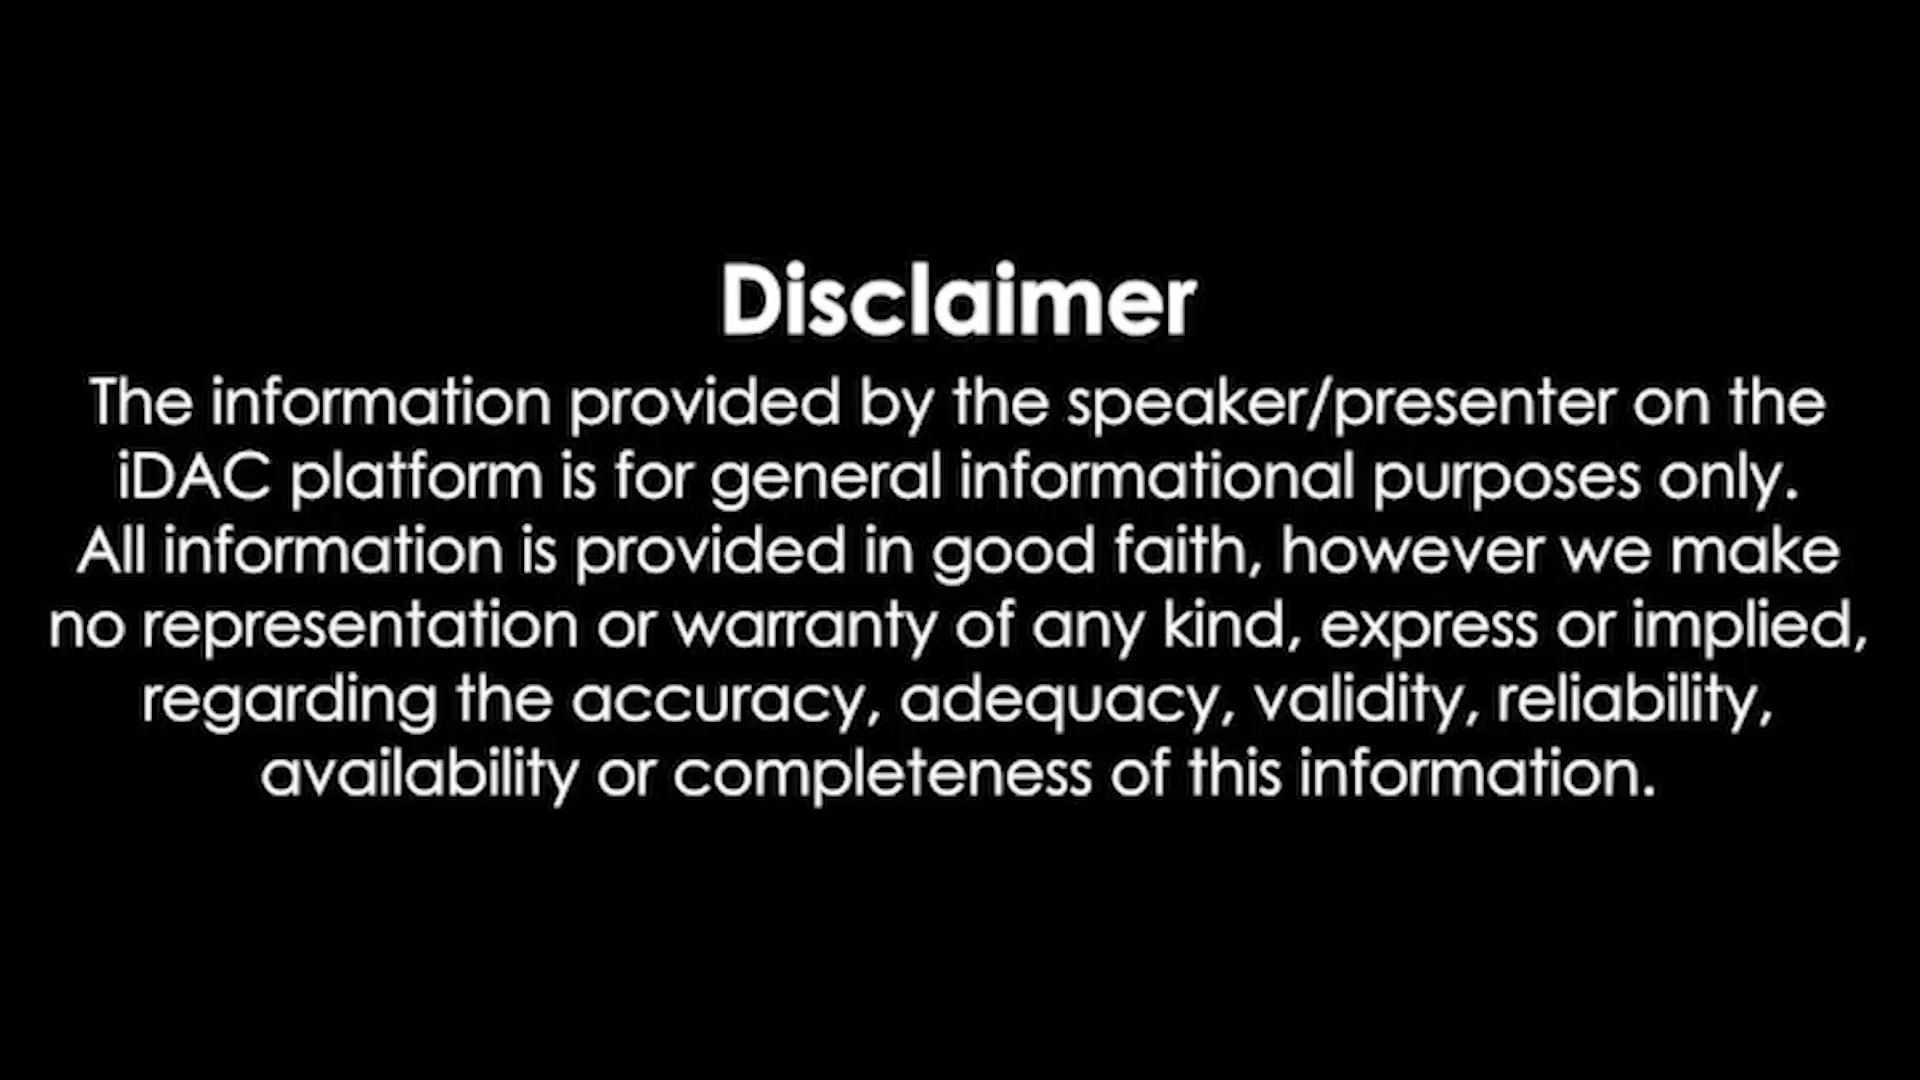 Disclaimer
The information provided by the speaker/presenter on the
iDAC platform is for general informational purposes only.
All information is provided in good faith, however we make
no representation or warranty of any kind, express or implied,
regarding the accuracy, adequacy, validity, reliability,
availability or completeness of this information.